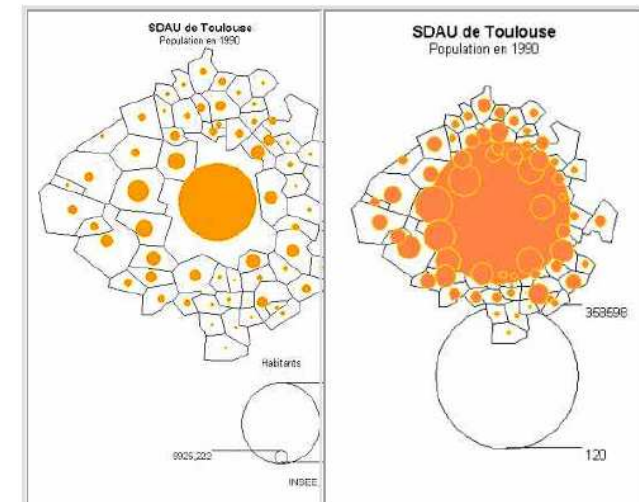 SDAU de Toulouse
Population en 1990
Habitants
INSEE,
SDAU de Toulouse
Population en 1990
358598
120